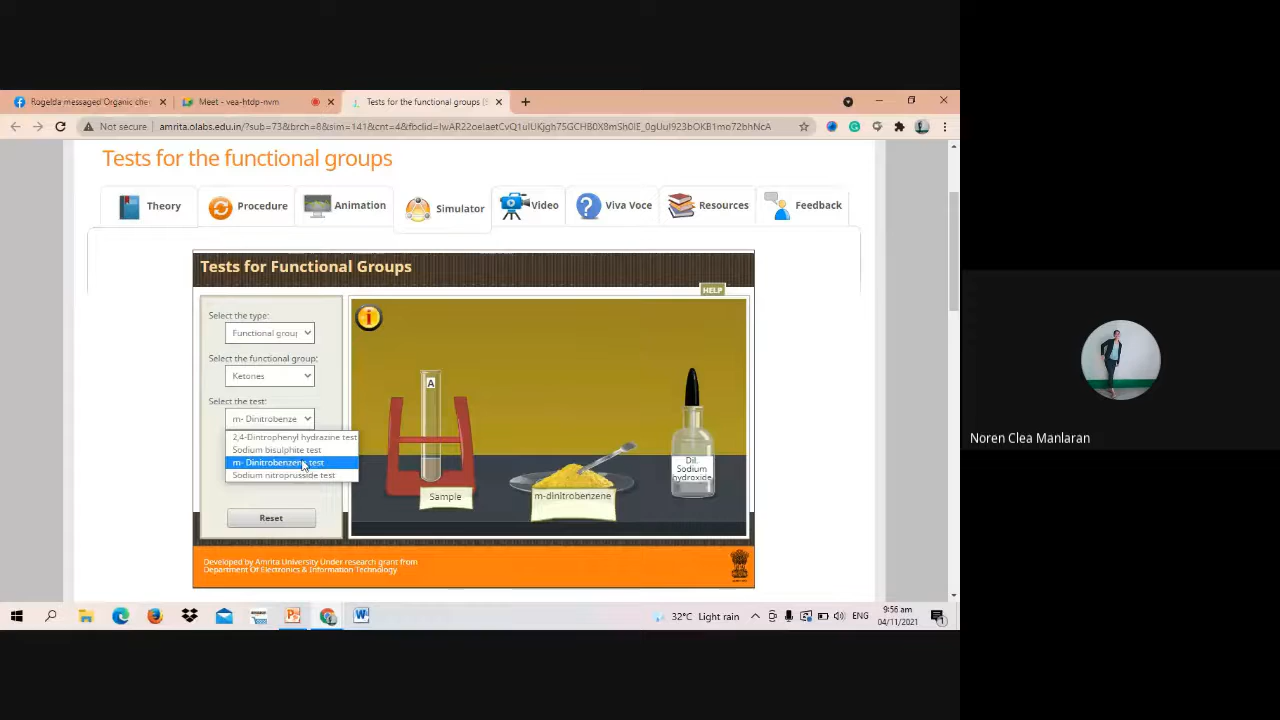 Rogelda messaged Organic che
Meet - vea-htdp-nvm
Tests for the functional groups (S
Not secure
Tests for the functional groups
Theory
Procedure
Animation
Simulator
Video
Viva Voce
Resources
Feedback
Tests for Functional Groups
HELP
Select the type:
Functional group
Select the functional group:
Ketones
Select the test:
m- Dinitrobenze
2,4-Dintrophenyl hydrazine test
Sodium bisulphite test
m- Dinitrobenzene test
Sodium nitroprusside test
Reset
A
Sample
m-dinitrobenzene
Dil.
Sodium
hydroxide
Developed by Amrita University Under research grant from
Department Of Electronics & Information Technology
Noren Clea Manlaran
32°C Light rain
ENG
9:56 am
04/11/2021